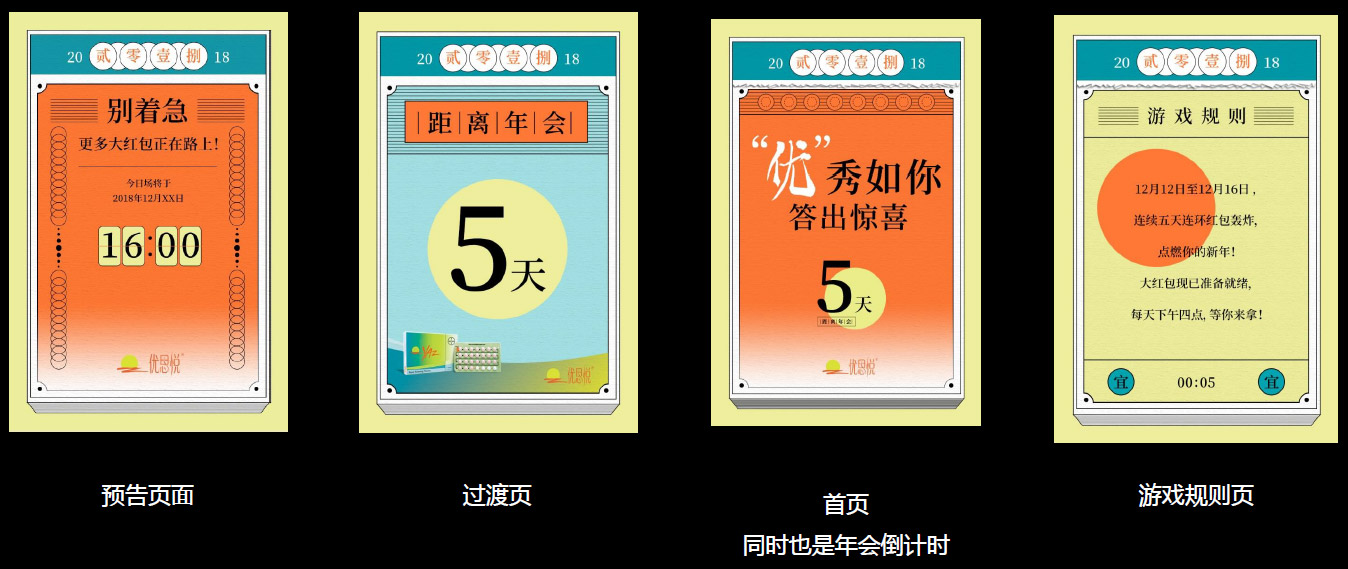 20 贰 零 壹 捌 18
别着急
更多大红包正在路上！
今日场将于
2018年12月XX日
16:00
优思悦
预告页面
20 贰 零 壹 捌 18
距离年会
5天
YAZ
优思悦
过渡页
20 贰 零 壹 捌 18
“优”秀如你
答出惊喜
5天
距离年会
优思悦
首页
同时也是年会倒计时
20 贰 零 壹 捌 18
游戏规则
12月12日至12月16日，
连续五天连环红包轰炸,
点燃你的新年！
大红包现已准备就绪,
每天下午四点, 等你来拿！
宜 00:05 宜
游戏规则页